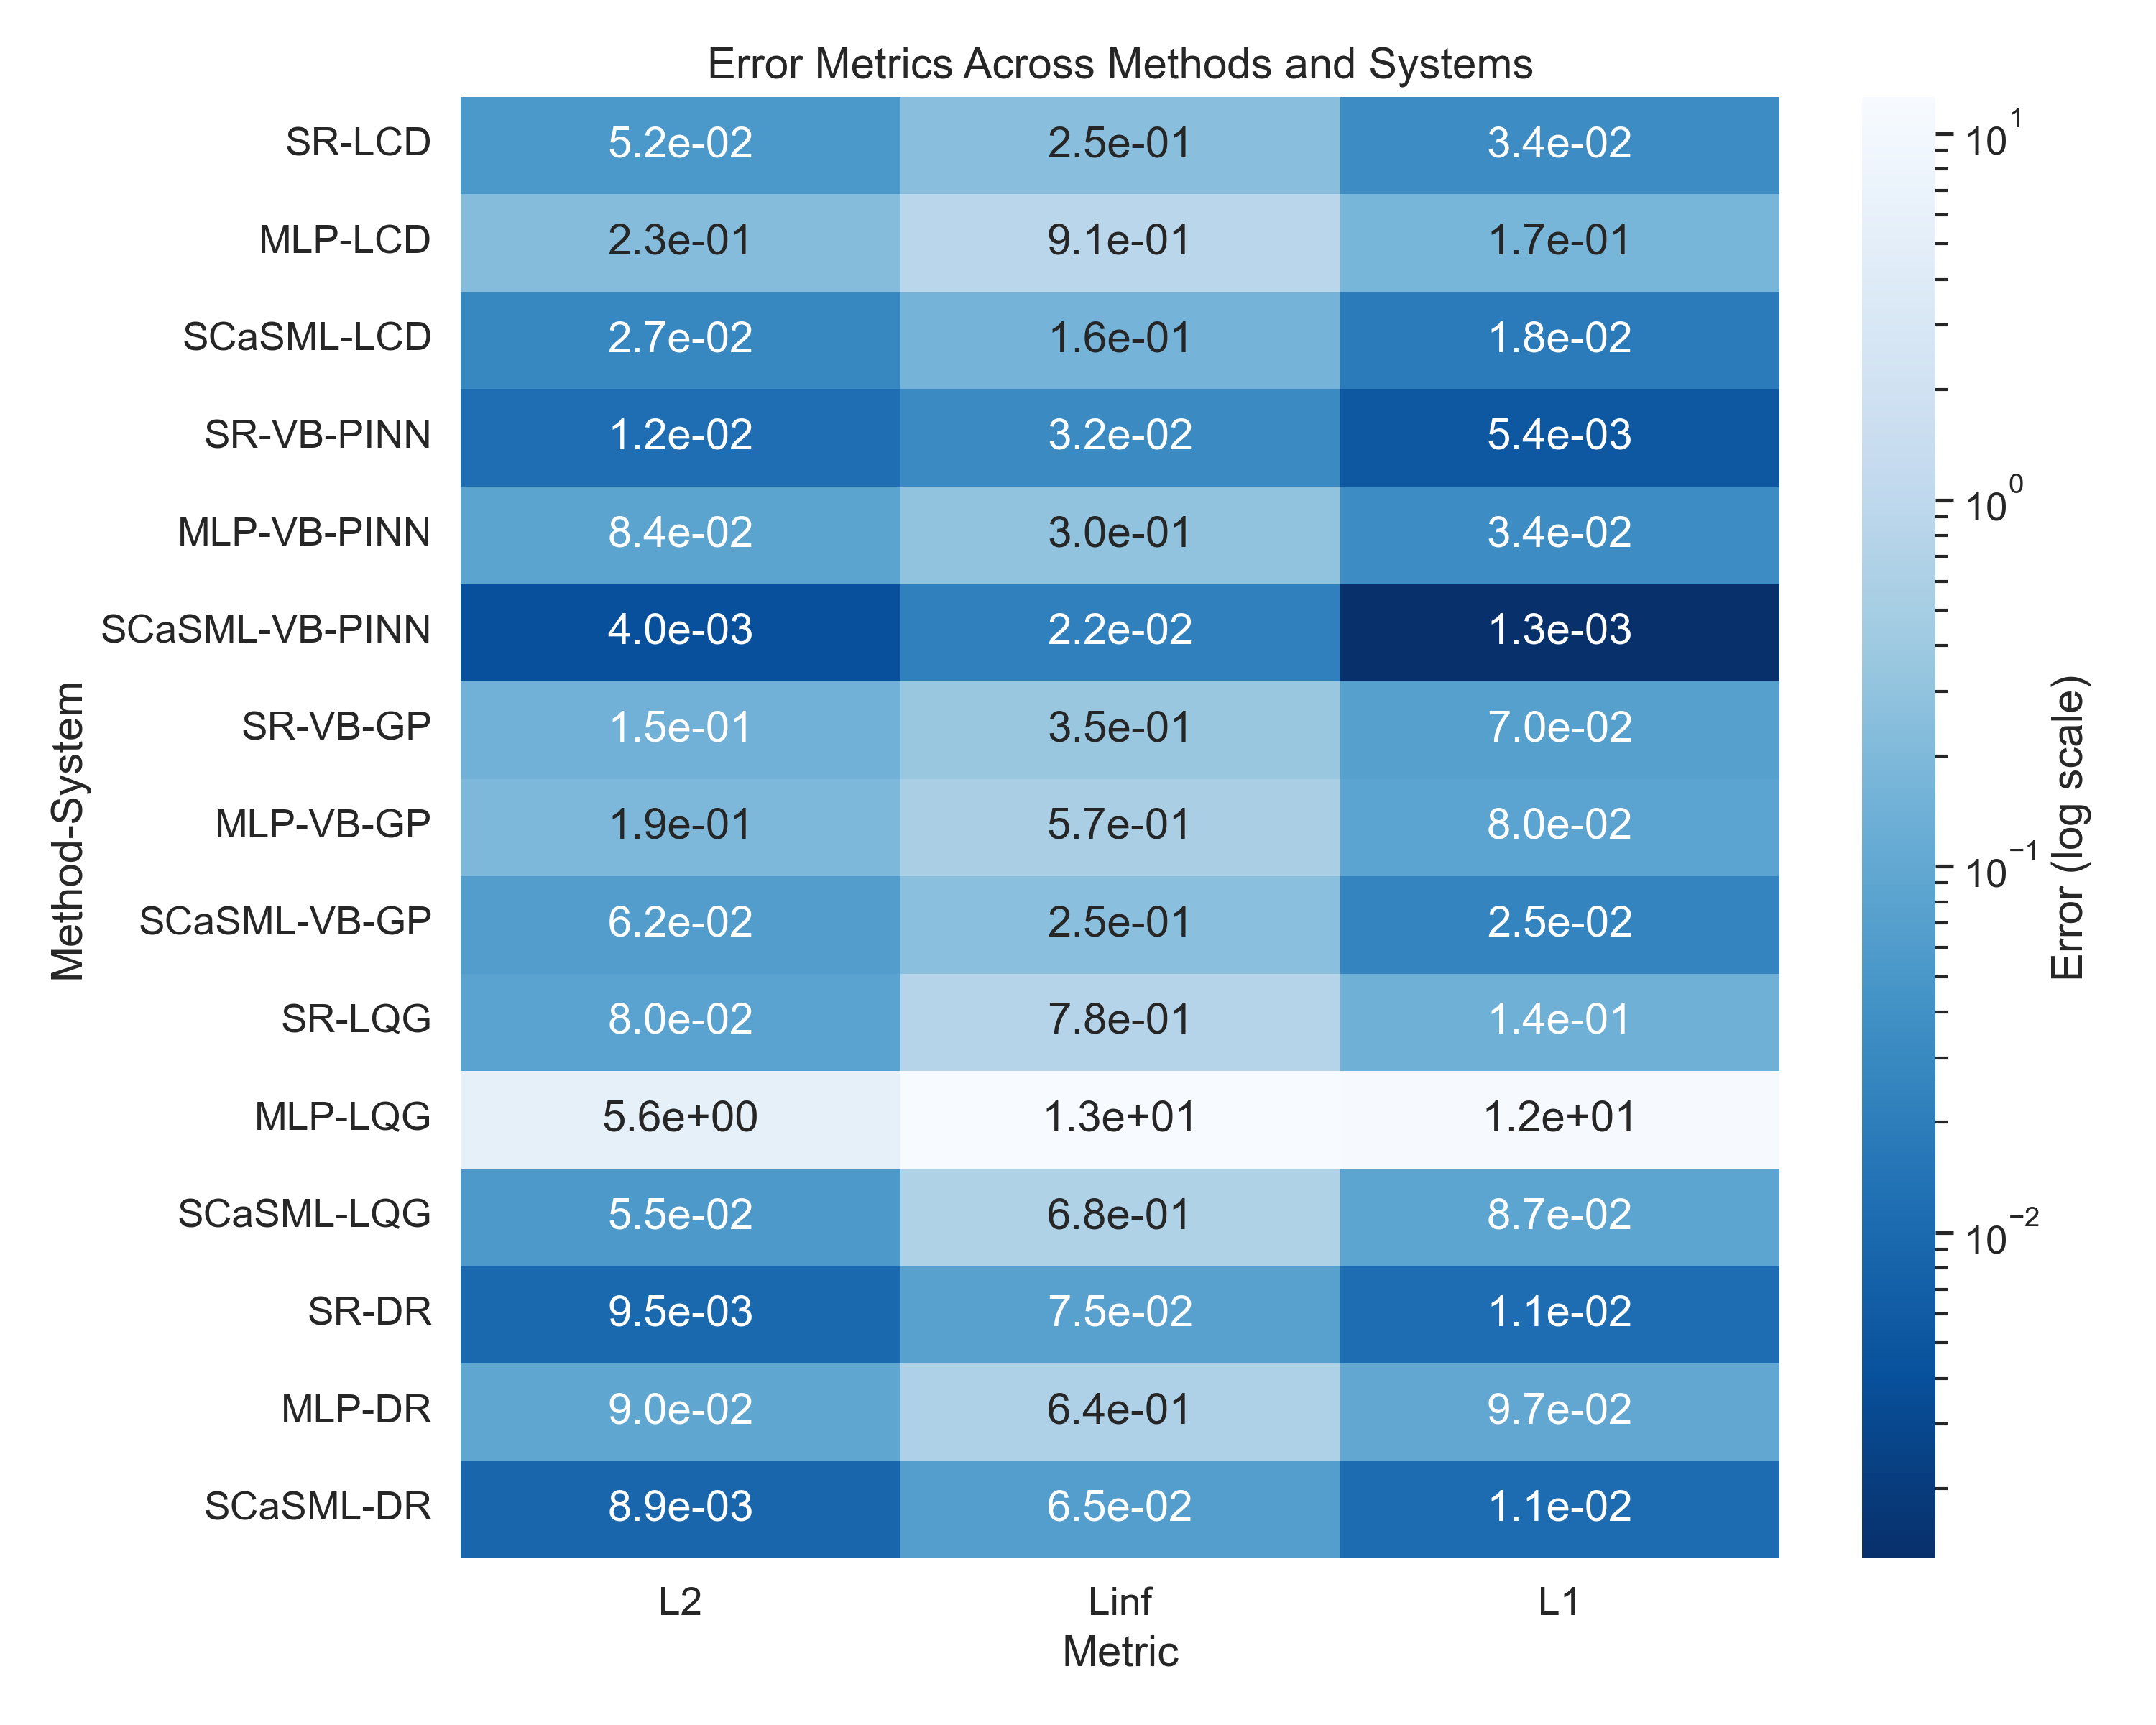 Error Metrics Across Methods and Systems
SR-LCD 5.2e-02 2.5e-01 3.4e-02
MLP-LCD 2.3e-01 9.1e-01 1.7e-01
SCaSML-LCD 2.7e-02 1.6e-01 1.8e-02
SR-VB-PINN 1.2e-02 3.2e-02 5.4e-03
MLP-VB-PINN 8.4e-02 3.0e-01 3.4e-02
SCaSML-VB-PINN 4.0e-03 2.2e-02 1.3e-03
SR-VB-GP 1.5e-01 3.5e-01 7.0e-02
MLP-VB-GP 1.9e-01 5.7e-01 8.0e-02
SCaSML-VB-GP 6.2e-02 2.5e-01 2.5e-02
SR-LQG 8.0e-02 7.8e-01 1.4e-01
MLP-LQG 5.6e+00 1.3e+01 1.2e+01
SCaSML-LQG 5.5e-02 6.8e-01 8.7e-02
SR-DR 9.5e-03 7.5e-02 1.1e-02
MLP-DR 9.0e-02 6.4e-01 9.7e-02
SCaSML-DR 8.9e-03 6.5e-02 1.1e-02
L2 Linf L1
Metric
Method-System
10¹
10⁰
10⁻¹
10⁻²
Error (log scale)